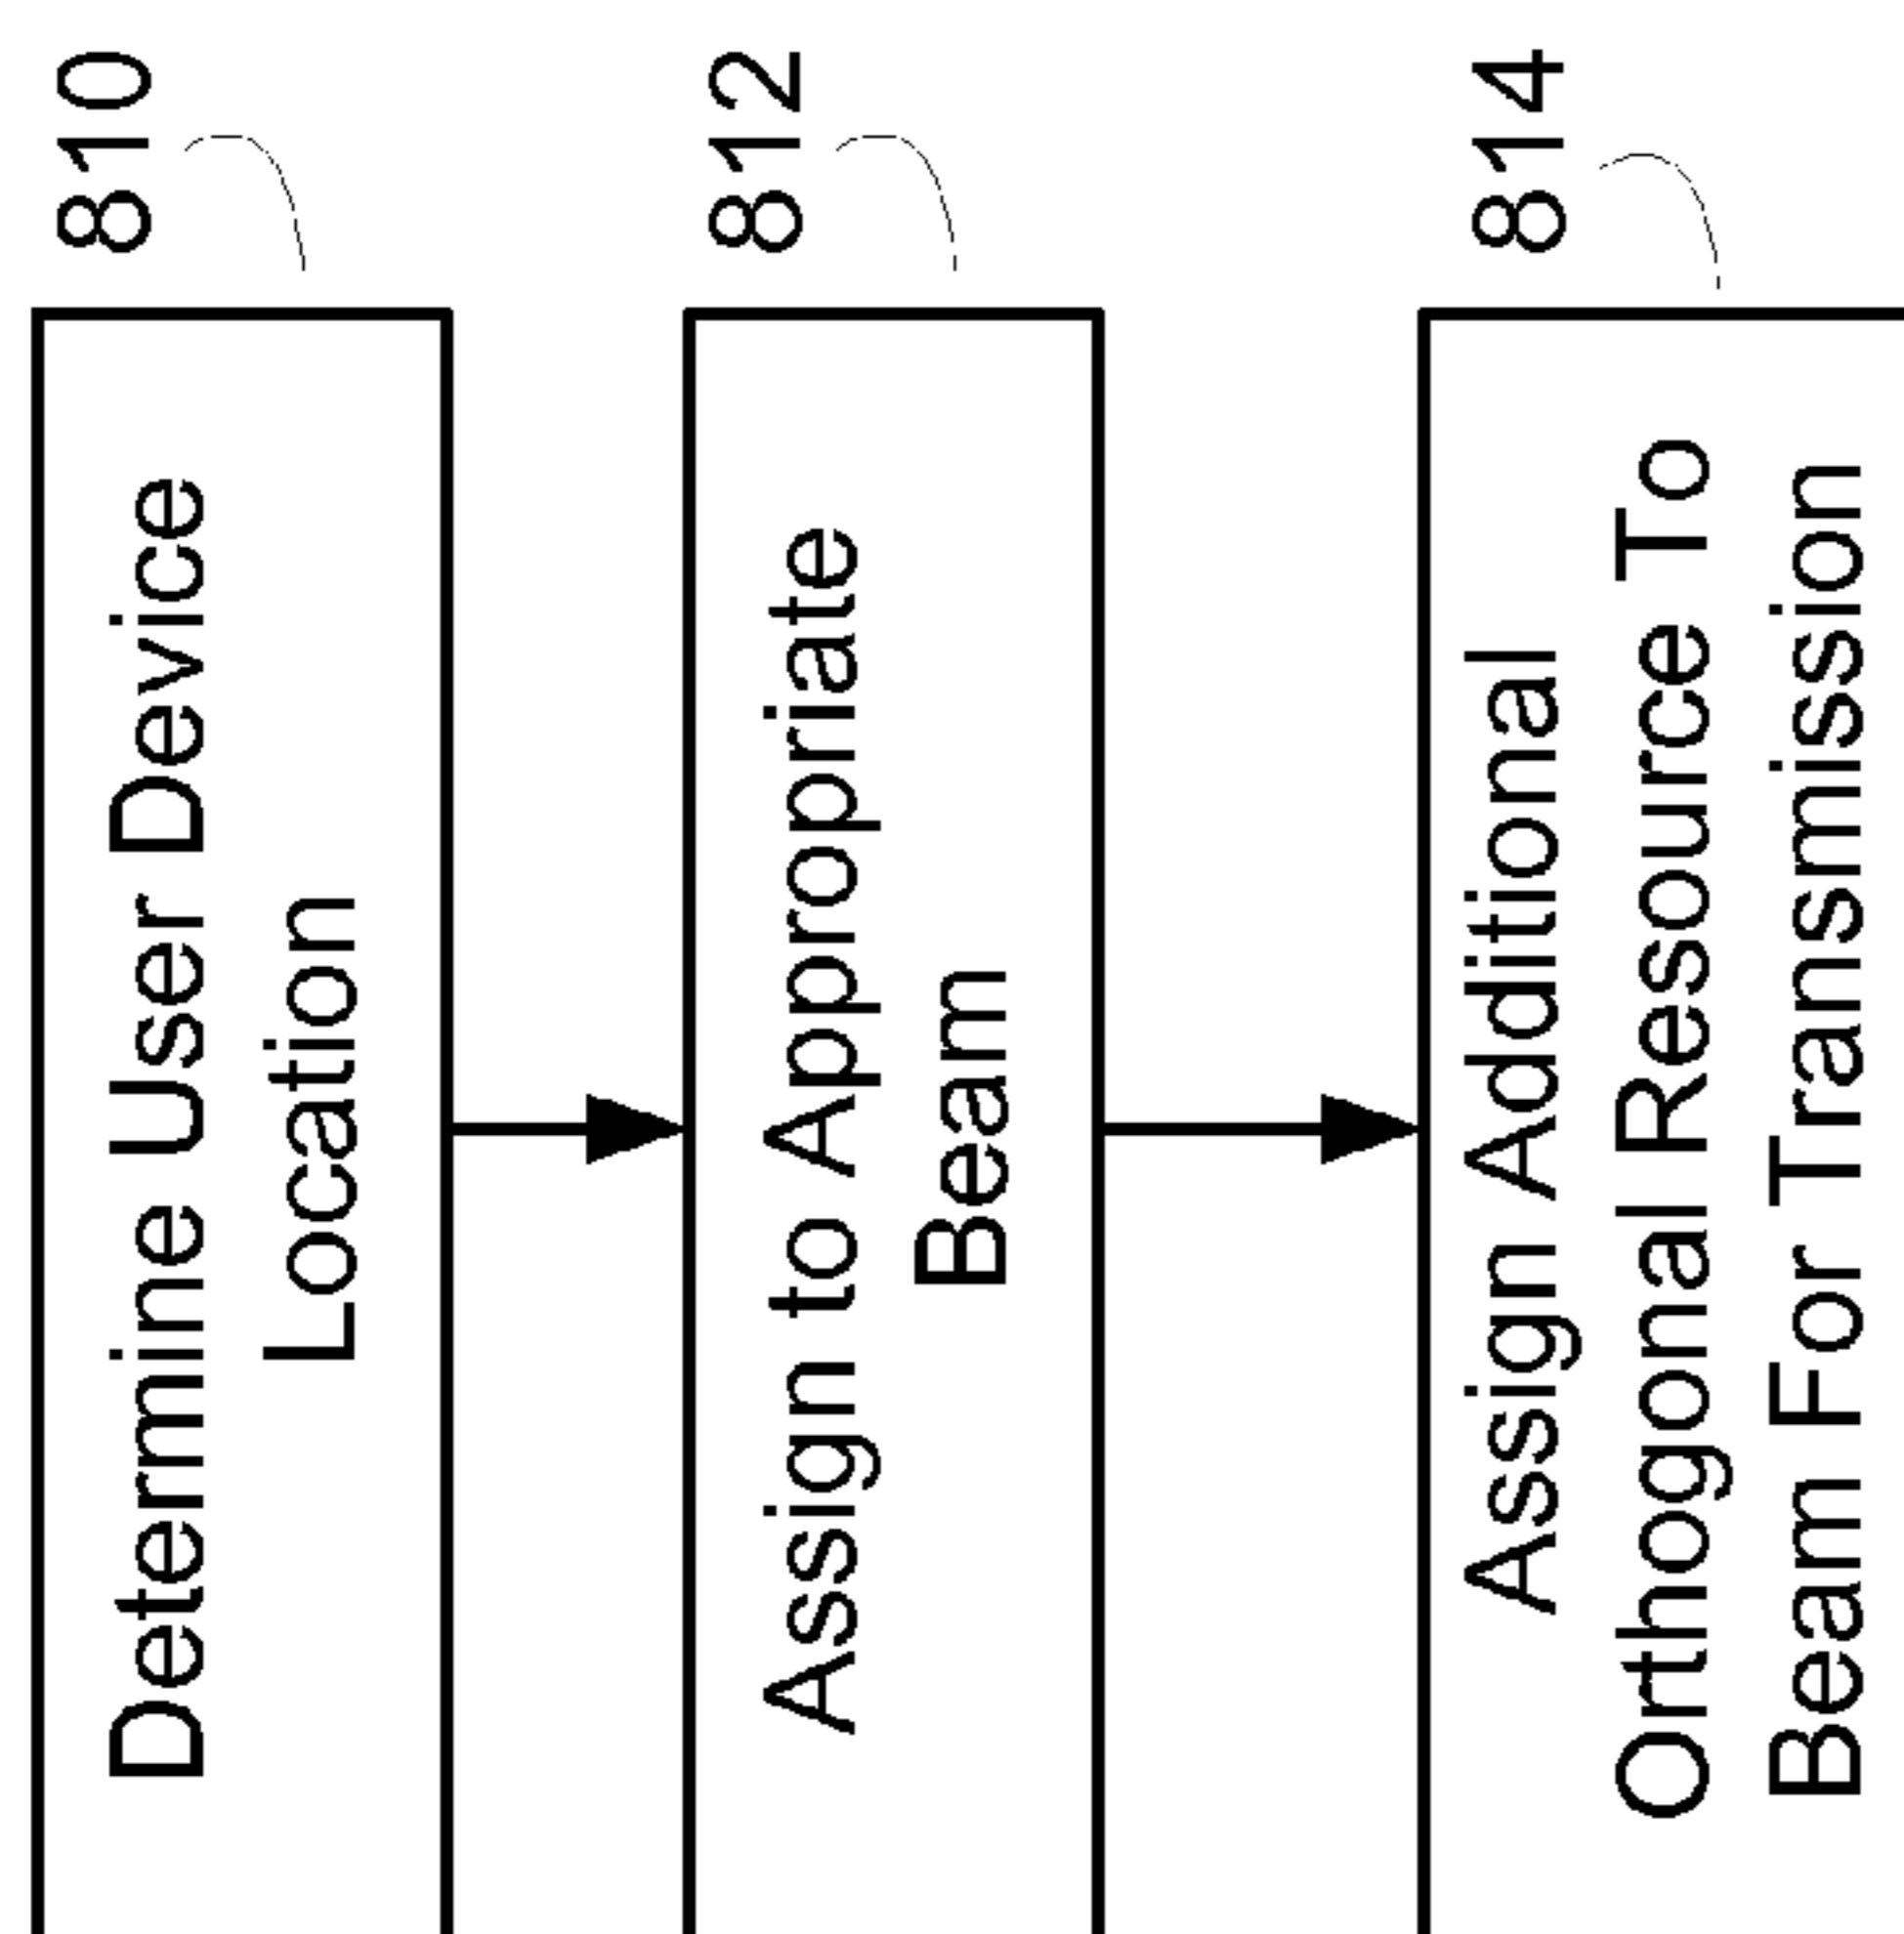 Determine User Device
Location
810
Assign to Appropriate
Beam
812
Assign Additional
Orthogonal Resource To
Beam For Transmission
814